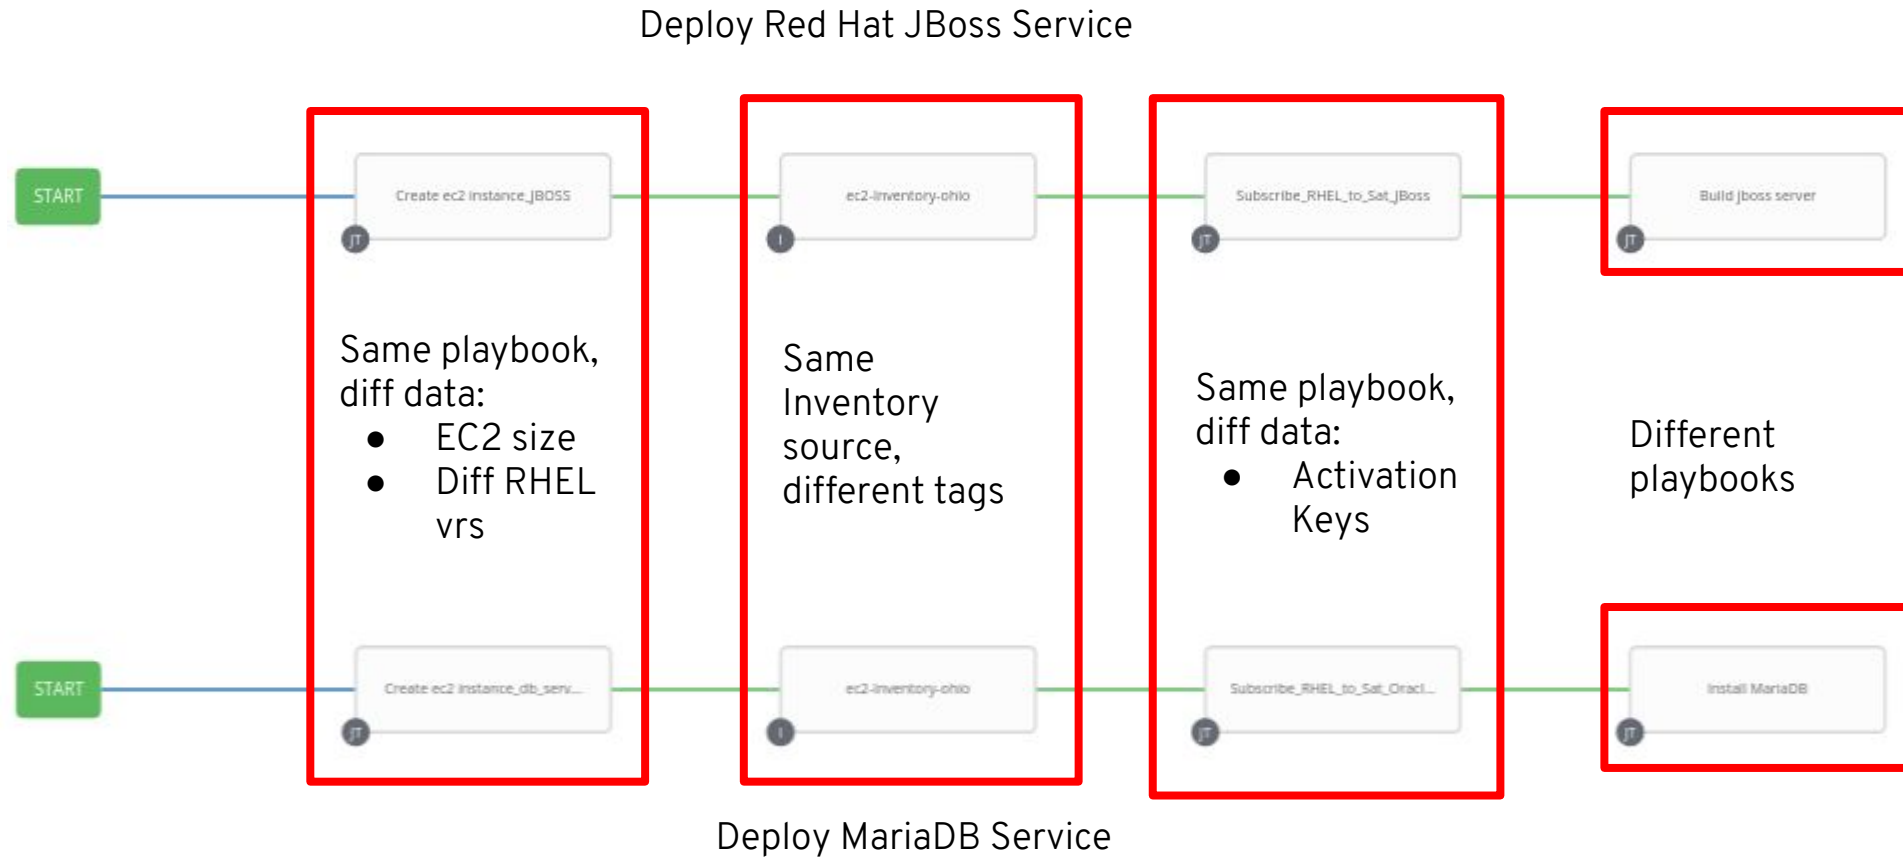 Deploy Red Hat JBoss Service
START
Create ec2 instance_JBOSS
JT
ec2-inventory-ohio
I
Subscribe_RHEL_to_Sat_JBoss
JT
Build jboss server
JT
Same playbook,
diff data:
● EC2 size
● Diff RHEL
vrs
Same
Inventory
source,
different tags
Same playbook,
diff data:
● Activation
Keys
Different
playbooks
START
Create ec2 instance_db_serv...
JT
ec2-inventory-ohio
I
Subscribe_RHEL_to_Sat_Oracl...
JT
Install MariaDB
JT
Deploy MariaDB Service